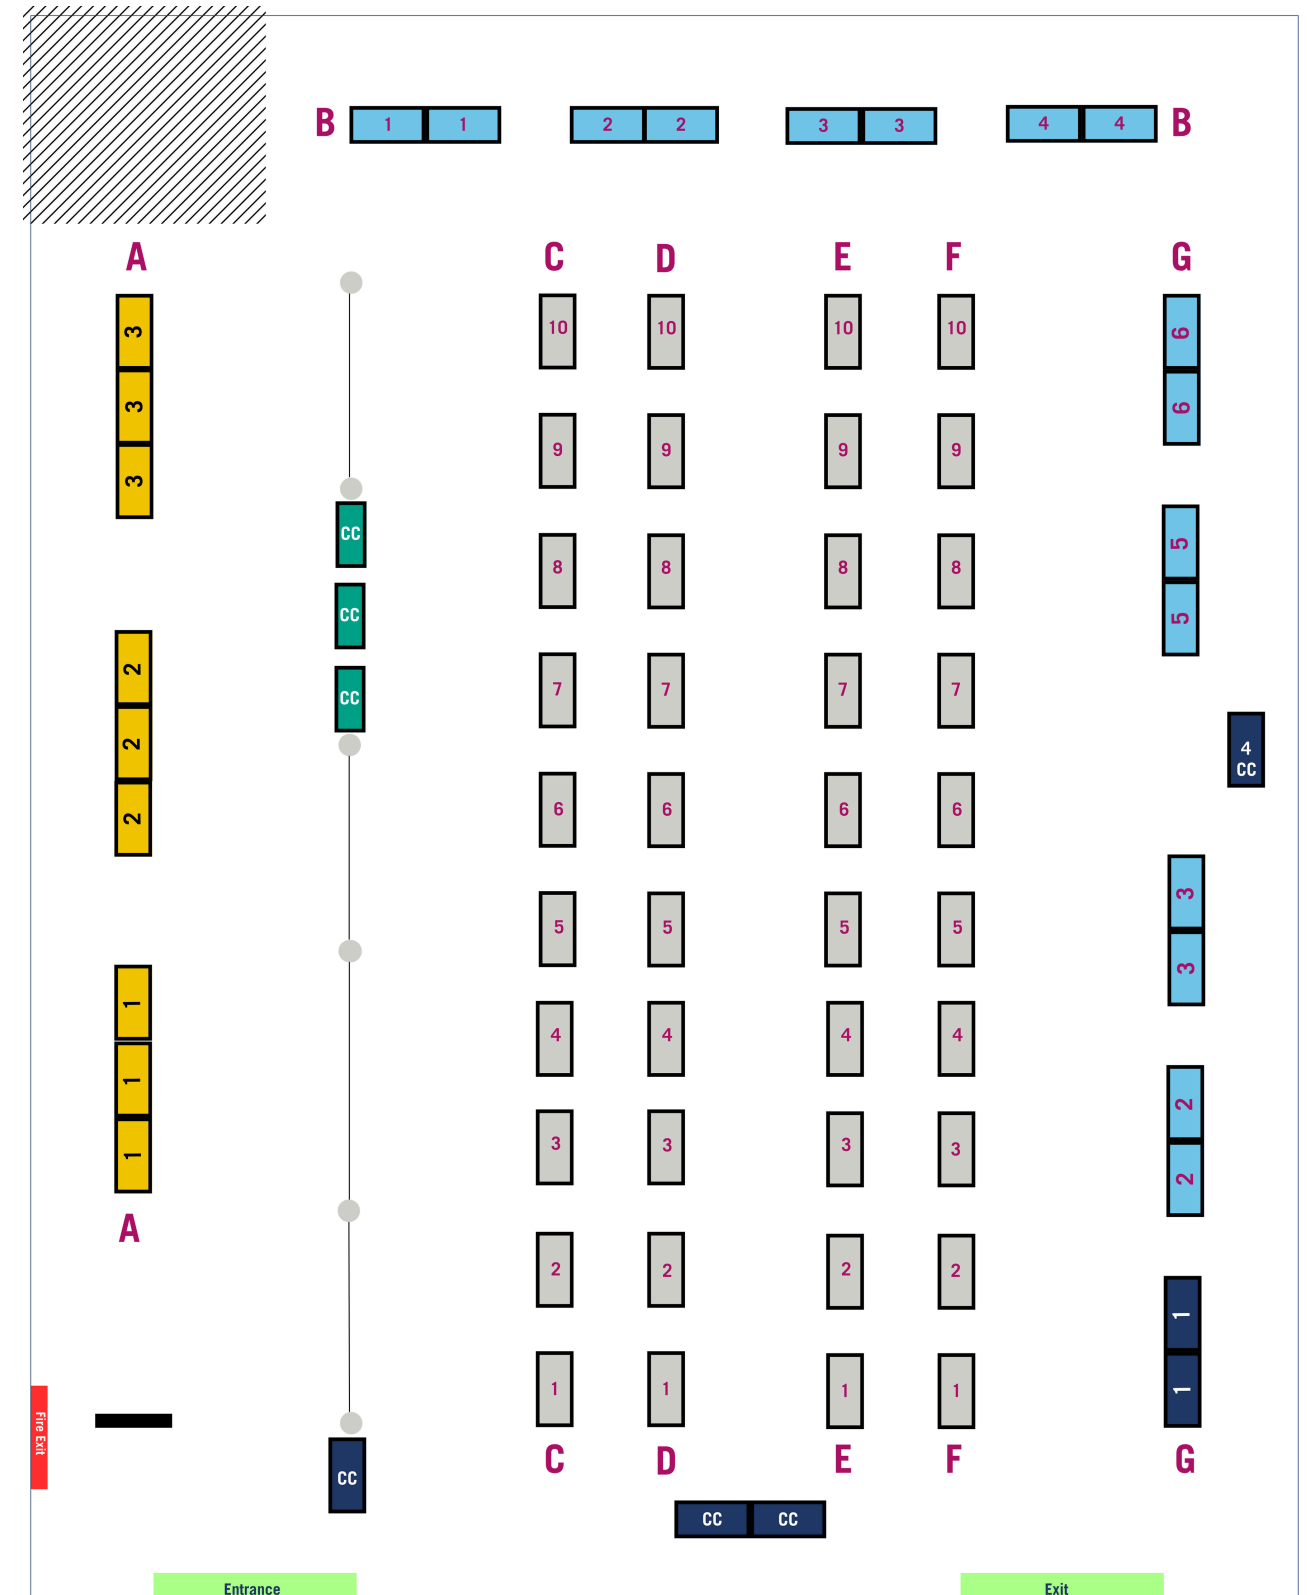 B 1 1 2 2 3 3 4 4 B
A C D E F G
3 10 10 10 10 6
3 6
9 9 9 9
3
CC 5
8 8 8 8
CC 5
2
CC 7 7 7 7
2 4
CC
2 6 6 6 6
3
5 5 5 5
3
1
4 4 4 4
1 2
3 3 3 3
1 2
A
2 2 2 2
1
1 1 1 1 1
Fire Exit
C D E F G
CC
CC CC
Entrance Exit